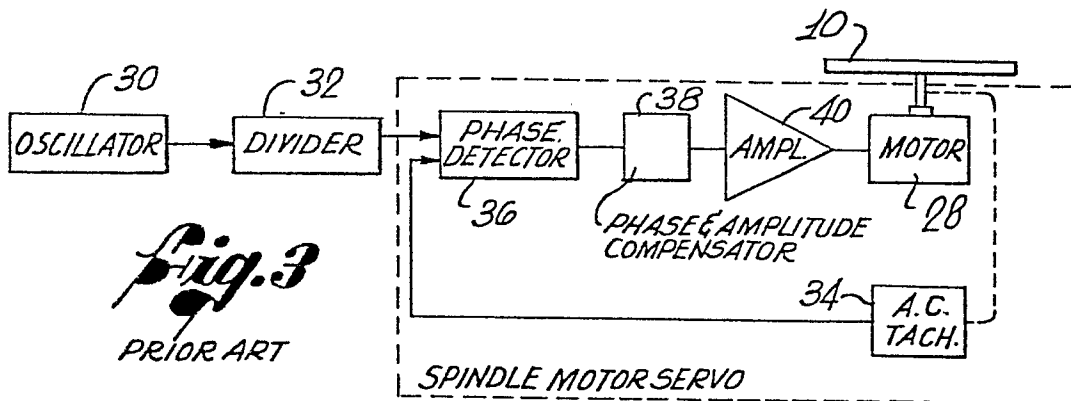 10
30
32
38
40
OSCILLATOR
DIVIDER
PHASE.
DETECTOR
AMPL.
MOTOR
36
28
PHASE & AMPLITUDE
COMPENSATOR
Fig. 3
PRIOR ART
34
A.C.
TACH.
SPINDLE MOTOR SERVO